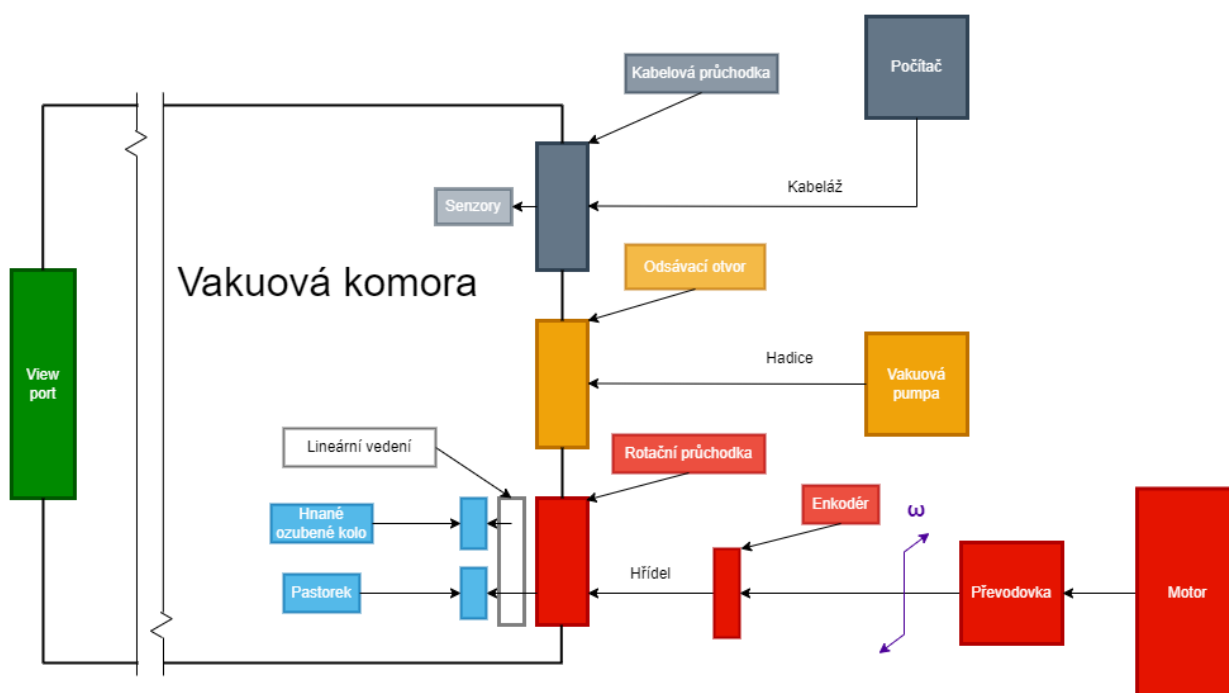 Počítač
Kabelová průchodka
Kabeláž
Senzory
Odsávací otvor
Vakuová komora
Hadice
View
port
Vakuová
pumpa
Lineární vedení
Rotační průchodka
Enkodér
ω
Hnané
ozubené kolo
Hřídel
Pastorek
Převodovka
Motor